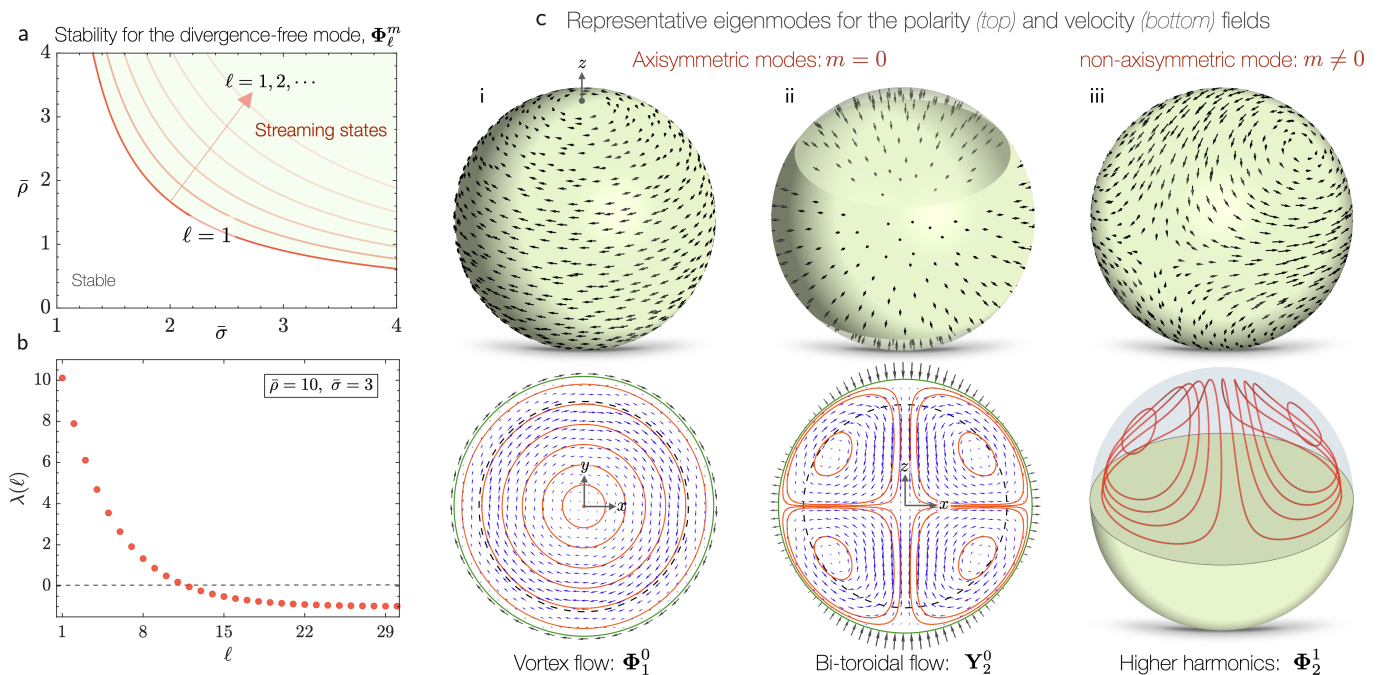 a
Stability for the divergence-free mode, Φ_ℓ^m
4
3
2
1
0
ρ̄
ℓ = 1, 2, ⋯
Streaming states
ℓ = 1
Stable
1
2
3
4
σ̄
b
10
8
6
4
2
0
λ(ℓ)
ρ̄ = 10, σ̄ = 3
1
8
15
22
29
ℓ
c
Representative eigenmodes for the polarity (top) and velocity (bottom) fields
Axisymmetric modes: m = 0
non-axisymmetric mode: m ≠ 0
i
z
ii
iii
y
x
z
x
Vortex flow: Φ_1^0
Bi-toroidal flow: Y_2^0
Higher harmonics: Φ_2^1